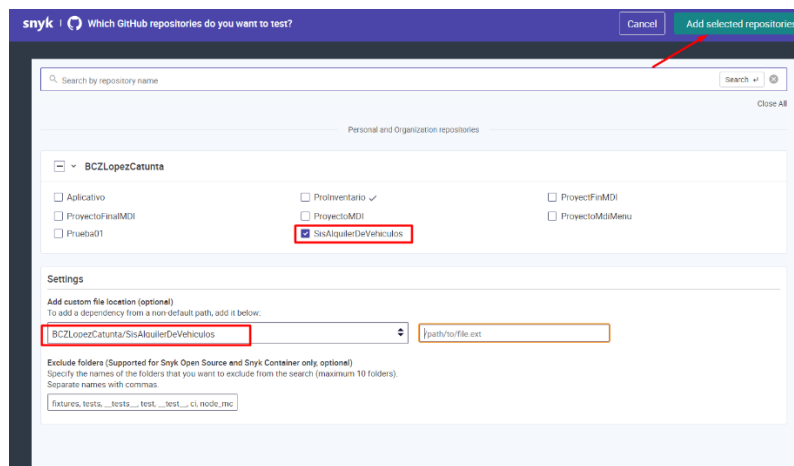 snyk | Which GitHub repositories do you want to test?
Cancel
Add selected repositories
Search by repository name
Search ↵
Close All
Personal and Organization repositories
BCZLopezCatunta
Aplicativo
ProInventario ✓
ProyectFinMDI
ProyectoFinalMDI
ProyectoMDI
ProyectoMdiMenu
Prueba01
SisAlquilerDeVehiculos
Settings
Add custom file location (optional)
To add a dependency from a non-default path, add it below:
BCZLopezCatunta/SisAlquilerDeVehiculos
/path/to/file.ext
Exclude folders (Supported for Snyk Open Source and Snyk Container only, optional)
Specify the names of the folders that you want to exclude from the search (maximum 10 folders).
Separate names with commas.
fixtures, tests, __tests__, test, __test__, ci, node_mc